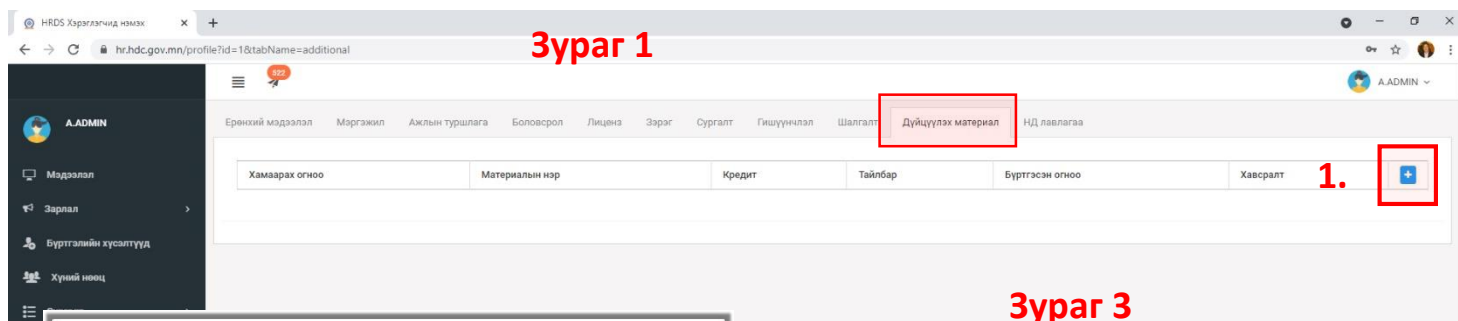 HRDS Хэрэглэгчид нэмэх
hr.hdc.gov.mn/profile?id=1&tabName=additional
Зураг 1
522
A.ADMIN
A.ADMIN
Ерөнхий мэдээлэл Мэргэжил Ажлын туршлага Боловсрол Лиценз Зэрэг Сургалт Гишүүнчлэл Шалгалт Дүйцүүлэх материал НД лавлагаа
Мэдээлэл
Хамаарах огноо Материалын нэр Кредит Тайлбар Бүртгэсэн огноо Хавсралт 1.
Зарлал
Бүртгэлийн хүсэлтүүд
Хүний нөөц
Зураг 3